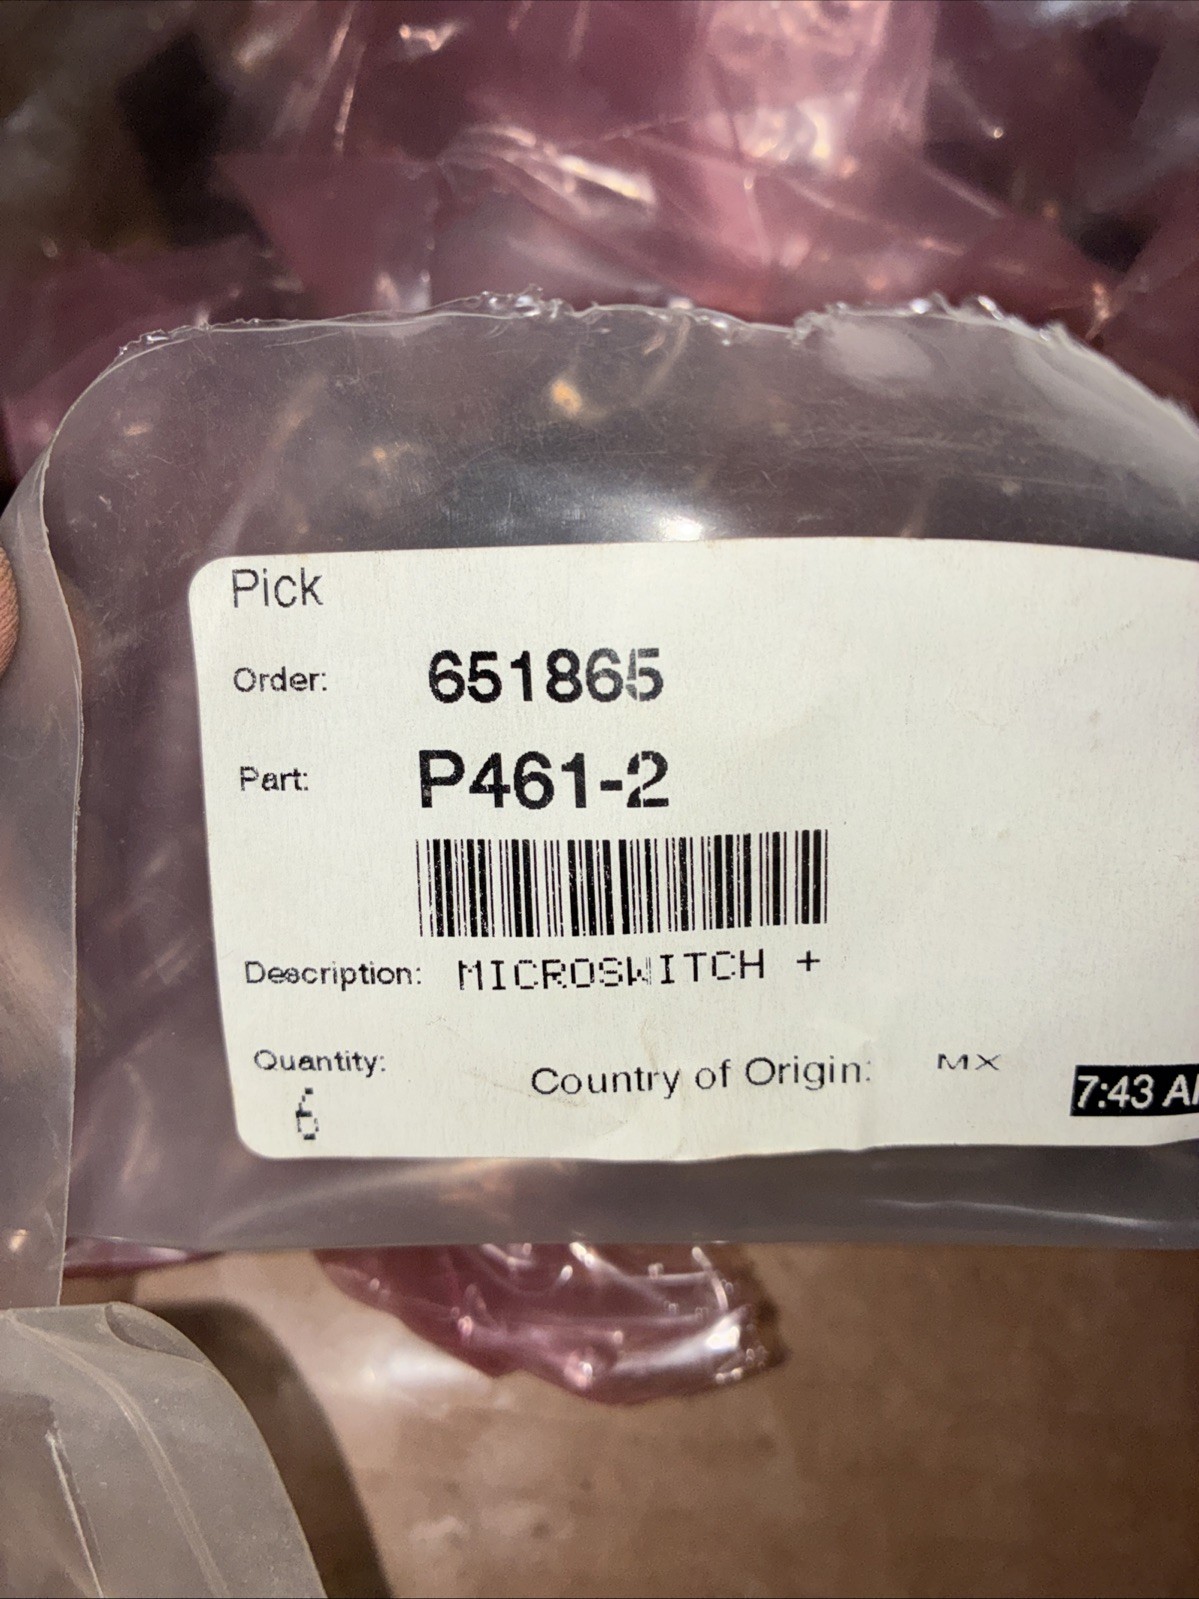 Pick
Order: 651865
Part: P461-2
Description: MICROSWITCH +
Quantity: Country of Origin: MX
6
7:43 A